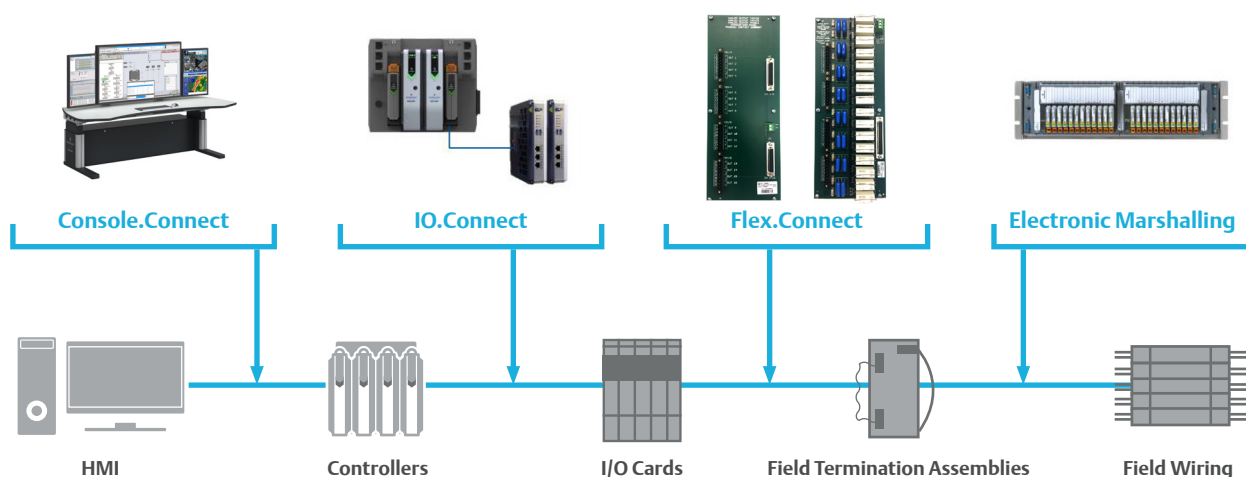 Console.Connect
IO.Connect
Flex.Connect
Electronic Marshalling
HMI
Controllers
I/O Cards
Field Termination Assemblies
Field Wiring